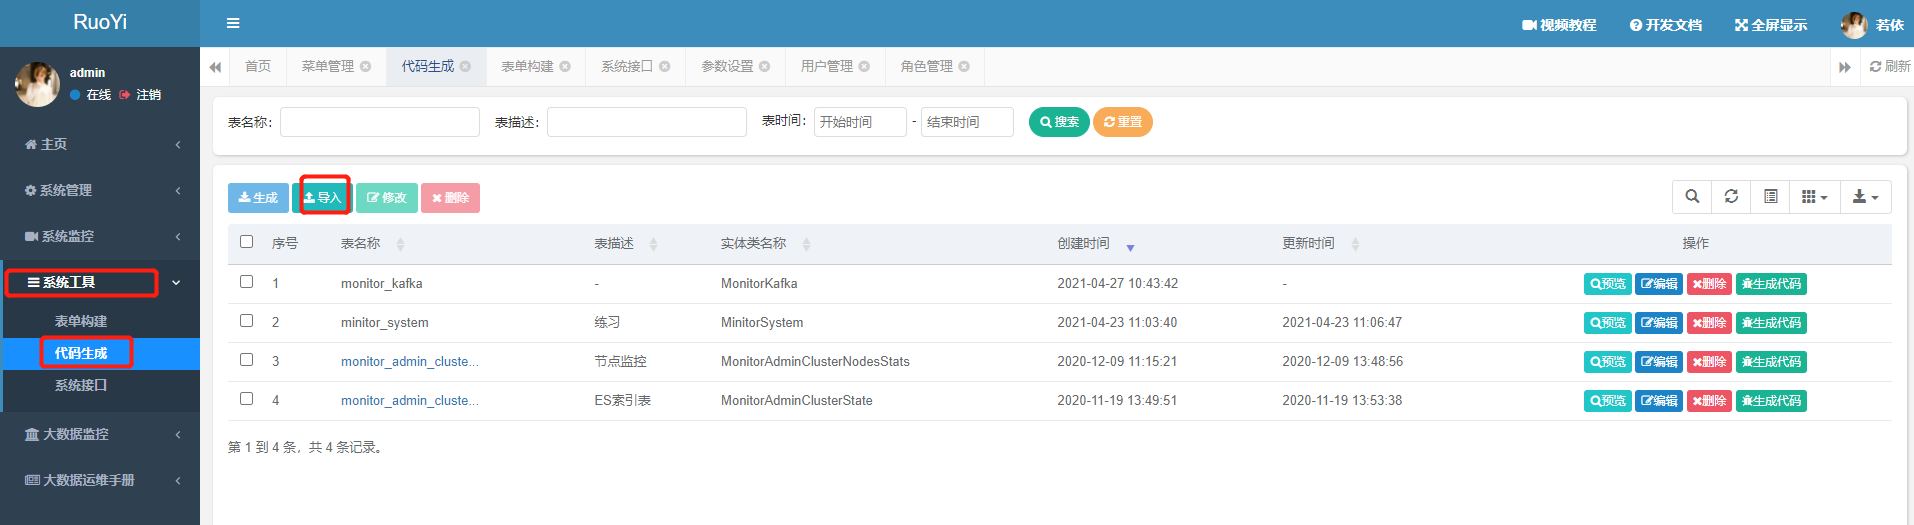 RuoYi
视频教程 开发文档 全屏显示 若依
admin
在线 注销
首页 菜单管理 代码生成 表单构建 系统接口 参数设置 用户管理 角色管理 刷新
主页
系统管理
系统监控
系统工具
表单构建
代码生成
系统接口
大数据监控
大数据运维手册
表名称： 表描述： 表时间： 开始时间 - 结束时间 搜索 重置
生成 导入 修改 删除
序号 表名称 表描述 实体类名称 创建时间 更新时间 操作
1 monitor_kafka - MonitorKafka 2021-04-27 10:43:42 - 预览 编辑 删除 生成代码
2 minitor_system 练习 MinitorSystem 2021-04-23 11:03:40 2021-04-23 11:06:47 预览 编辑 删除 生成代码
3 monitor_admin_cluste... 节点监控 MonitorAdminClusterNodesStats 2020-12-09 11:15:21 2020-12-09 13:48:56 预览 编辑 删除 生成代码
4 monitor_admin_cluste... ES索引表 MonitorAdminClusterState 2020-11-19 13:49:51 2020-11-19 13:53:38 预览 编辑 删除 生成代码
第 1 到 4 条，共 4 条记录。